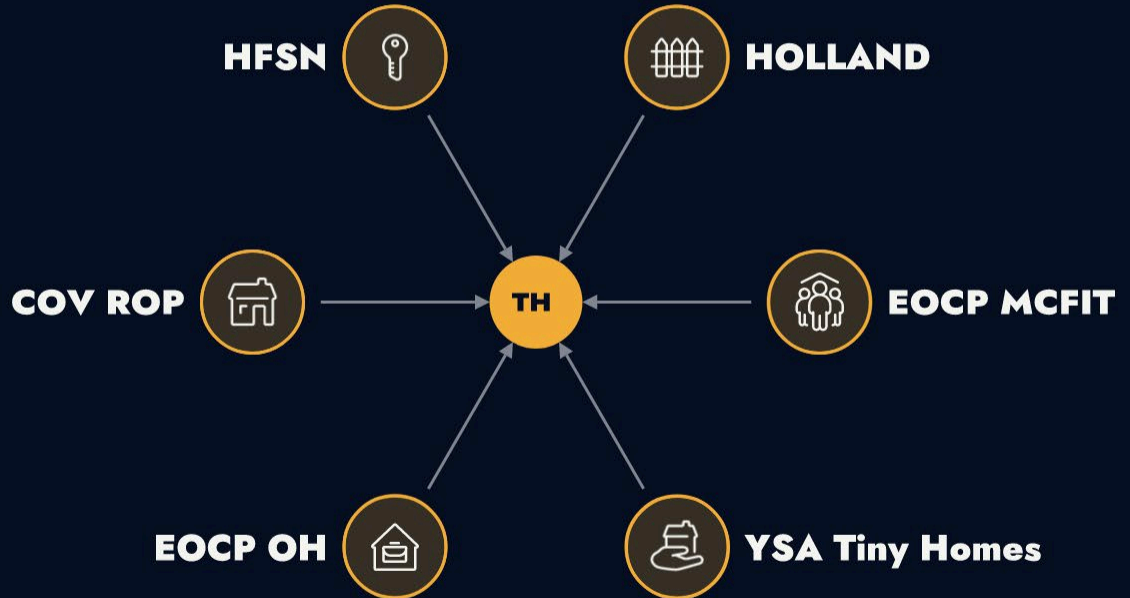 HFSN
HOLLAND
COV ROP
TH
EOCP MCFIT
EOCP OH
YSA Tiny Homes